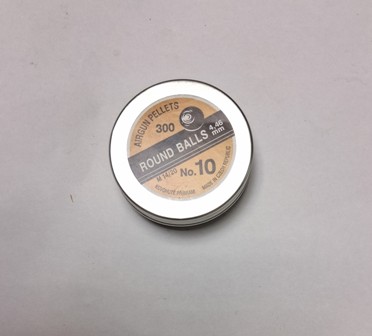 AIRGUN PELLETS
300
4,46
mm
ROUND BALLS
No.10
MADE IN CZECH REPUBLIC